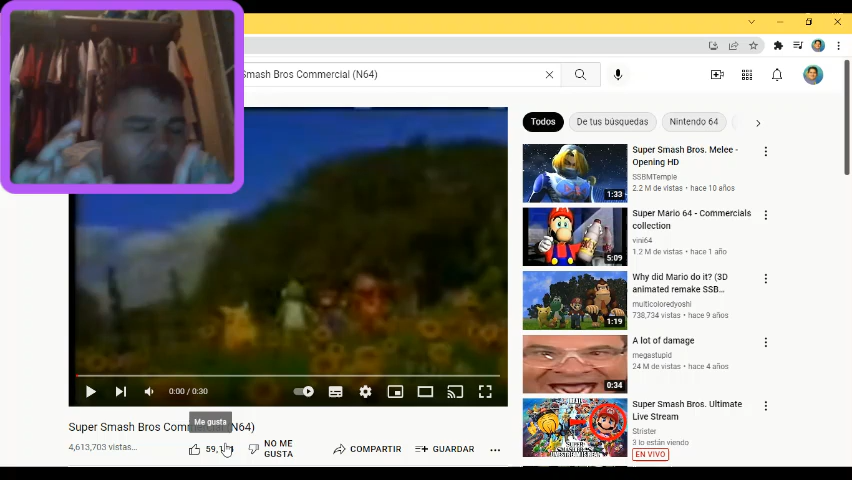 Smash Bros Commercial (N64)
Todos
De tus búsquedas
Nintendo 64
Super Smash Bros. Melee -
Opening HD
SSBMTemple
2.2 M de vistas • hace 10 años
1:33
Super Mario 64 - Commercials
collection
vini64
1.2 M de vistas • hace 1 año
5:09
Why did Mario do it? (3D
animated remake SSB...
multicoloredyoshi
738,734 vistas • hace 9 años
1:19
A lot of damage
megastupid
24 M de vistas • hace 4 años
0:34
Super Smash Bros. Ultimate
Live Stream
Strister
3 lo están viendo
EN VIVO
0:00 / 0:30
Me gusta
Super Smash Bros Com N64)
4,613,703 vistas...
NO ME
GUSTA
COMPARTIR
GUARDAR